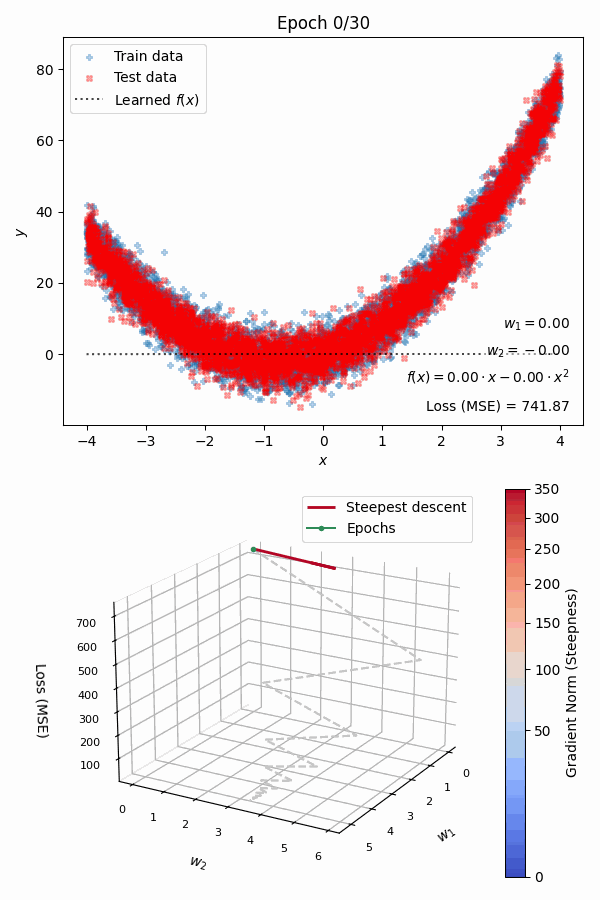 Epoch 0/30
Train data
Test data
Learned f(x)
80
60
40
20
0
y
w₁ = 0.00
w₂ = −0.00
f(x) = 0.00 · x − 0.00 · x²
Loss (MSE) = 741.87
−4 −3 −2 −1 0 1 2 3 4
x
Steepest descent
Epochs
700
600
500
400
300
200
100
Loss (MSE)
0 1 2 3 4 5 6
w₂
0 1 2 3 4 5
w₁
350
300
250
200
150
100
50
0
Gradient Norm (Steepness)